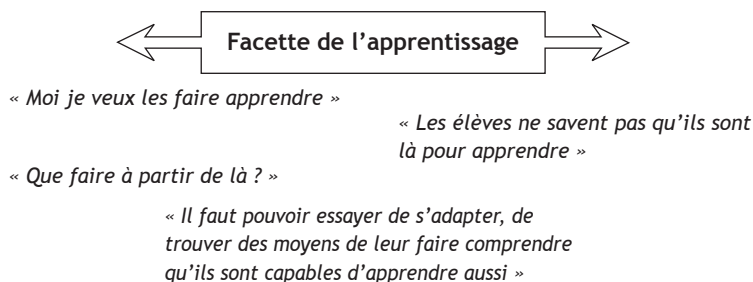 Facette de l’apprentissage
« Moi je veux les faire apprendre »
« Les élèves ne savent pas qu’ils sont
là pour apprendre »
« Que faire à partir de là ? »
« Il faut pouvoir essayer de s’adapter, de
trouver des moyens de leur faire comprendre
qu’ils sont capables d’apprendre aussi »